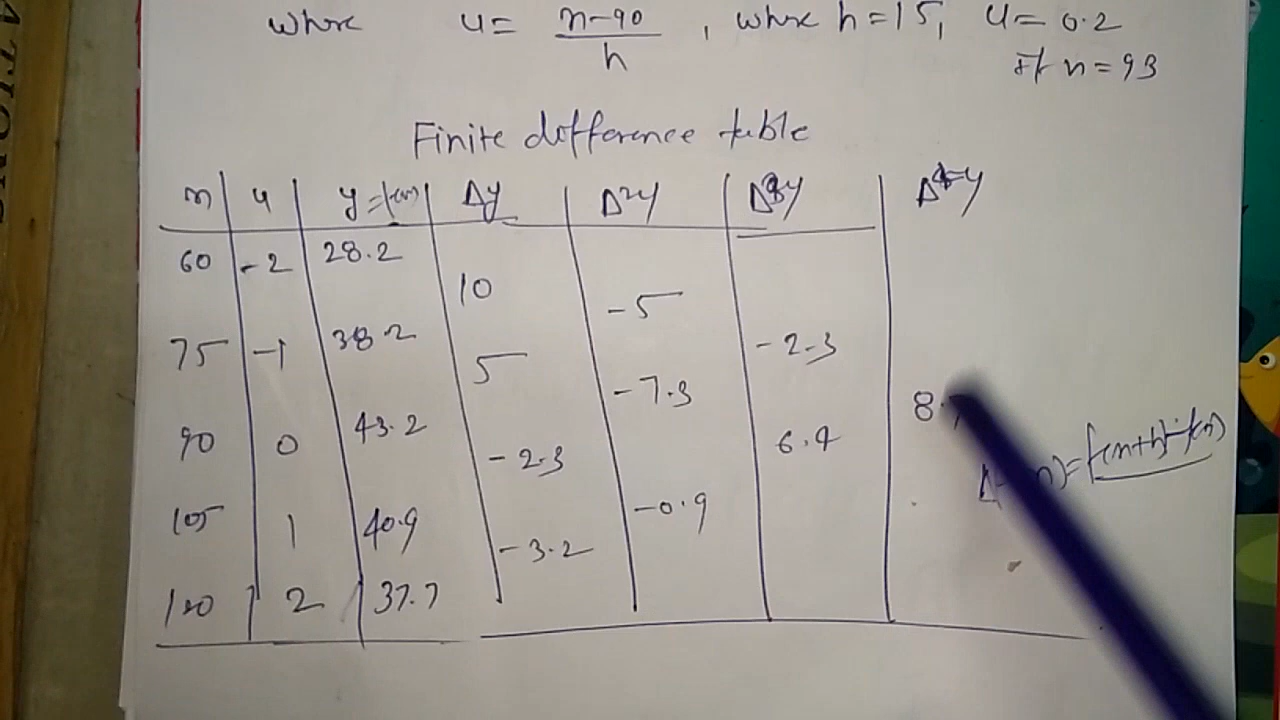 where u = n-90 / h , where h = 15, u = 0.2
if n = 93
Finite difference table
n u y = f(n) Δy Δ²y Δ³y Δ⁴y
60 -2 28.2
10
-5
75 -1 38.2 -2.3
5
-7.3
90 0 43.2 6.4 8.
-2.3
= f(n+h) - f(n)
105 1 40.9 -0.9
-3.2
120 2 37.7